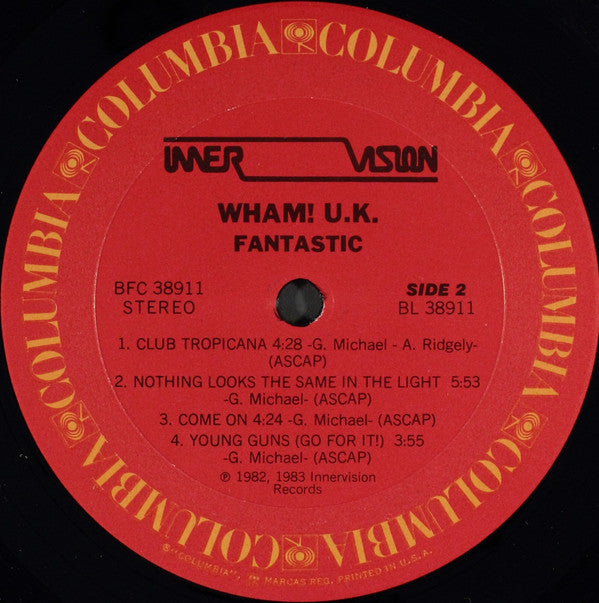 COLUMBIA COLUMBIA COLUMBIA COLUMBIA COLUMBIA COLUMBIA
INNER VISION
WHAM! U.K.
FANTASTIC
BFC 38911
STEREO
SIDE 2
BL 38911
1. CLUB TROPICANA 4:28 -G. Michael - A. Ridgely-
(ASCAP)
2. NOTHING LOOKS THE SAME IN THE LIGHT 5:53
-G. Michael- (ASCAP)
3. COME ON 4:24 -G. Michael- (ASCAP)
4. YOUNG GUNS (GO FOR IT!) 3:55
-G. Michael- (ASCAP)
℗ 1982, 1983 Innervision
Records
®"COLUMBIA", MARCAS REG. PRINTED IN U.S.A.